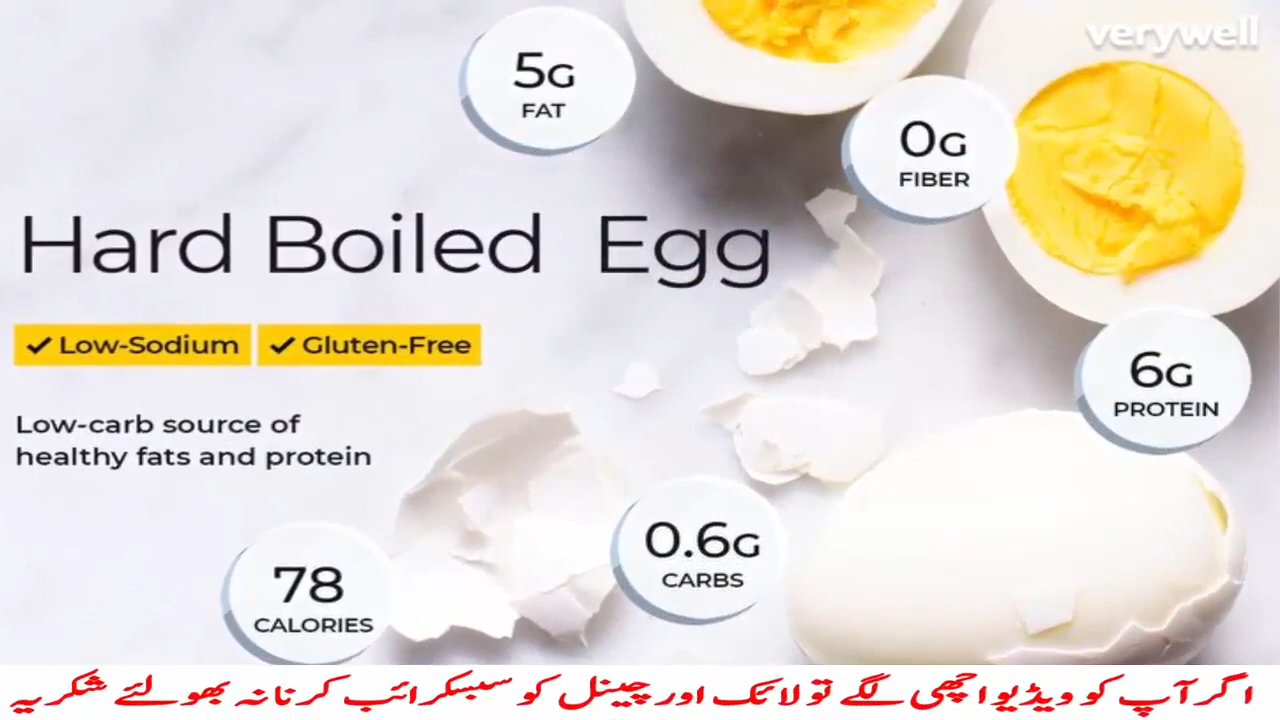 verywell
5G
FAT
0G
FIBER
Hard Boiled Egg
Low-Sodium
Gluten-Free
6G
PROTEIN
Low-carb source of
healthy fats and protein
0.6G
CARBS
78
CALORIES
اگر آپ کو ویڈیو اچھی لگے تو لائک اور چینل کو سبسکرائب کرنا نہ بھولئے شکریہ